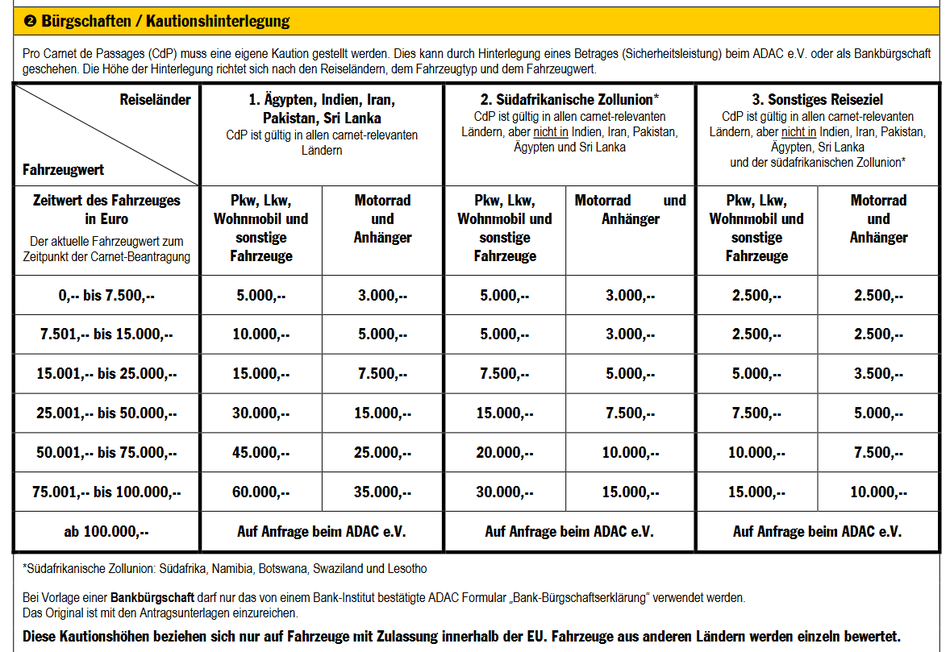 ❷ Bürgschaften / Kautionshinterlegung
Pro Carnet de Passages (CdP) muss eine eigene Kaution gestellt werden. Dies kann durch Hinterlegung eines Betrages (Sicherheitsleistung) beim ADAC e.V. oder als Bankbürgschaft
geschehen. Die Höhe der Hinterlegung richtet sich nach den Reiseländern, dem Fahrzeugtyp und dem Fahrzeugwert.
Reiseländer
Fahrzeugwert
1. Ägypten, Indien, Iran,
Pakistan, Sri Lanka
CdP ist gültig in allen carnet-relevanten
Ländern
2. Südafrikanische Zollunion*
CdP ist gültig in allen carnet-relevanten
Ländern, aber nicht in Indien, Iran, Pakistan,
Ägypten und Sri Lanka
3. Sonstiges Reiseziel
CdP ist gültig in allen carnet-relevanten
Ländern, aber nicht in Indien, Iran, Pakistan,
Ägypten, Sri Lanka
und der südafrikanischen Zollunion*
Zeitwert des Fahrzeuges
in Euro
Der aktuelle Fahrzeugwert zum
Zeitpunkt der Carnet-Beantragung
Pkw, Lkw,
Wohnmobil und
sonstige
Fahrzeuge
Motorrad
und
Anhänger
Pkw, Lkw,
Wohnmobil und
sonstige
Fahrzeuge
Motorrad und
Anhänger
Pkw, Lkw,
Wohnmobil und
sonstige
Fahrzeuge
Motorrad
und
Anhänger
0,-- bis 7.500,-- 5.000,-- 3.000,-- 5.000,-- 3.000,-- 2.500,-- 2.500,--
7.501,-- bis 15.000,-- 10.000,-- 5.000,-- 5.000,-- 3.000,-- 2.500,-- 2.500,--
15.001,-- bis 25.000,-- 15.000,-- 7.500,-- 7.500,-- 5.000,-- 5.000,-- 3.500,--
25.001,-- bis 50.000,-- 30.000,-- 15.000,-- 15.000,-- 7.500,-- 7.500,-- 5.000,--
50.001,-- bis 75.000,-- 45.000,-- 25.000,-- 20.000,-- 10.000,-- 10.000,-- 7.500,--
75.001,-- bis 100.000,-- 60.000,-- 35.000,-- 30.000,-- 15.000,-- 15.000,-- 10.000,--
ab 100.000,-- Auf Anfrage beim ADAC e.V. Auf Anfrage beim ADAC e.V. Auf Anfrage beim ADAC e.V.
*Südafrikanische Zollunion: Südafrika, Namibia, Botswana, Swaziland und Lesotho
Bei Vorlage einer Bankbürgschaft darf nur das von einem Bank-Institut bestätigte ADAC Formular „Bank-Bürgschaftserklärung“ verwendet werden.
Das Original ist mit den Antragsunterlagen einzureichen.
Diese Kautionshöhen beziehen sich nur auf Fahrzeuge mit Zulassung innerhalb der EU. Fahrzeuge aus anderen Ländern werden einzeln bewertet.